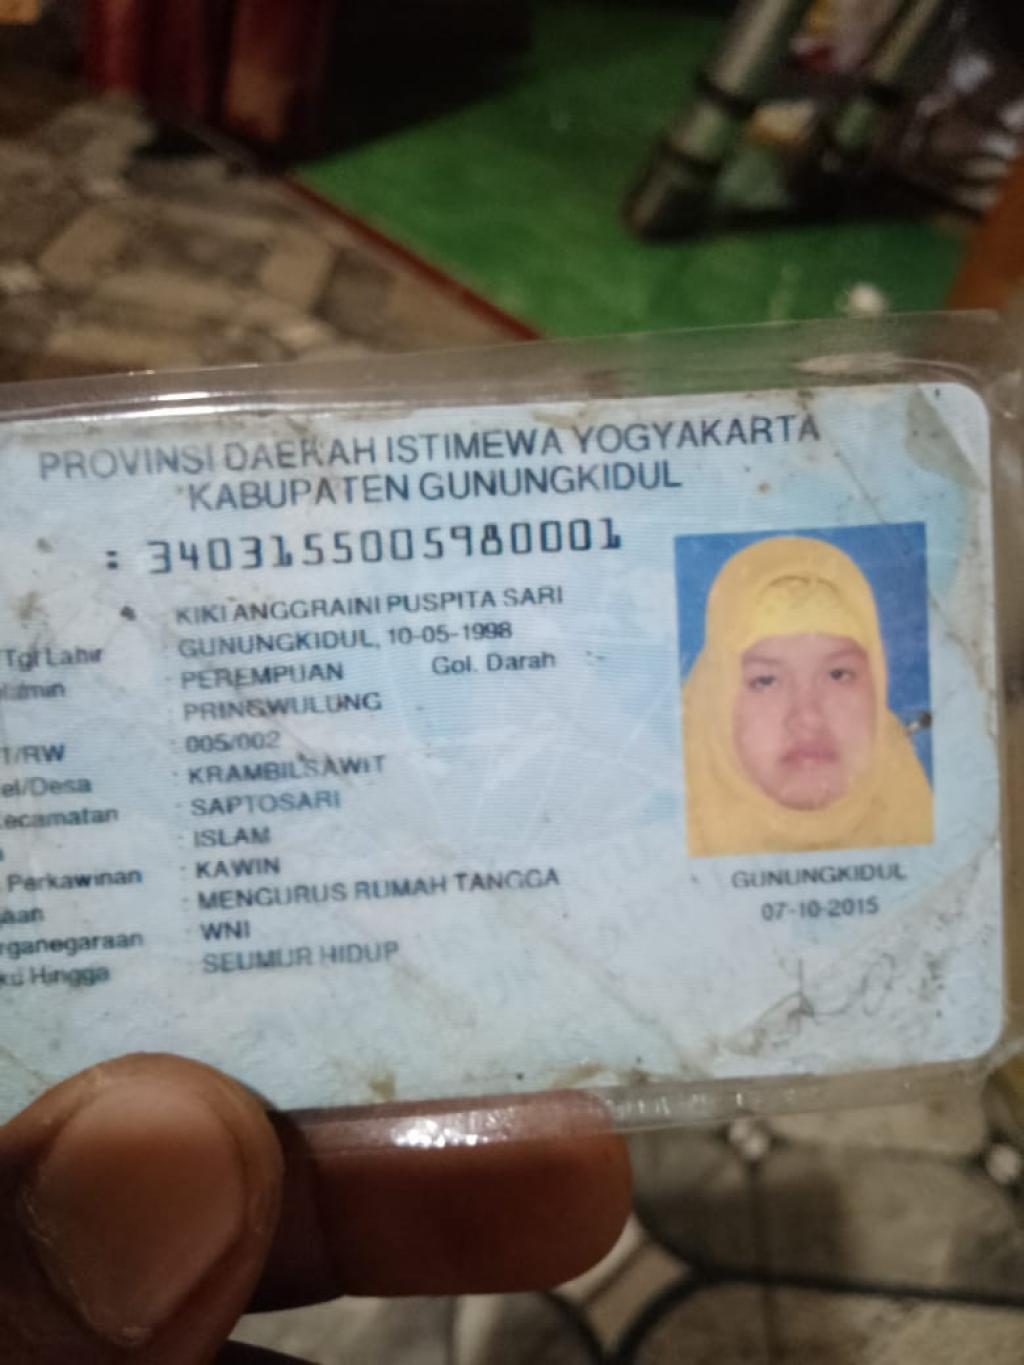 PROVINSI DAERAH ISTIMEWA YOGYAKARTA
KABUPATEN GUNUNGKIDUL
: 3403155005980001
KIKI ANGGRAINI PUSPITA SARI
/Tgl Lahir GUNUNGKIDUL, 10-05-1998
: PEREMPUAN Gol. Darah :-
PRINGWULUNG
T/RW : 005/002
el/Desa : KRAMBILSAWIT
ecamatan : SAPTOSARI
: ISLAM
Perkawinan : KAWIN
aan : MENGURUS RUMAH TANGGA
rganegaraan : WNI
ku Hingga : SEUMUR HIDUP
GUNUNGKIDUL
07-10-2015